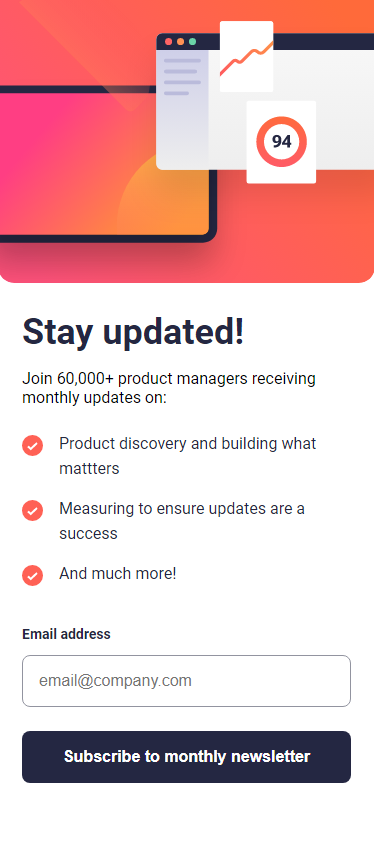 94
Stay updated!
Join 60,000+ product managers receiving
monthly updates on:
Product discovery and building what
mattters
Measuring to ensure updates are a
success
And much more!
Email address
email@company.com
Subscribe to monthly newsletter